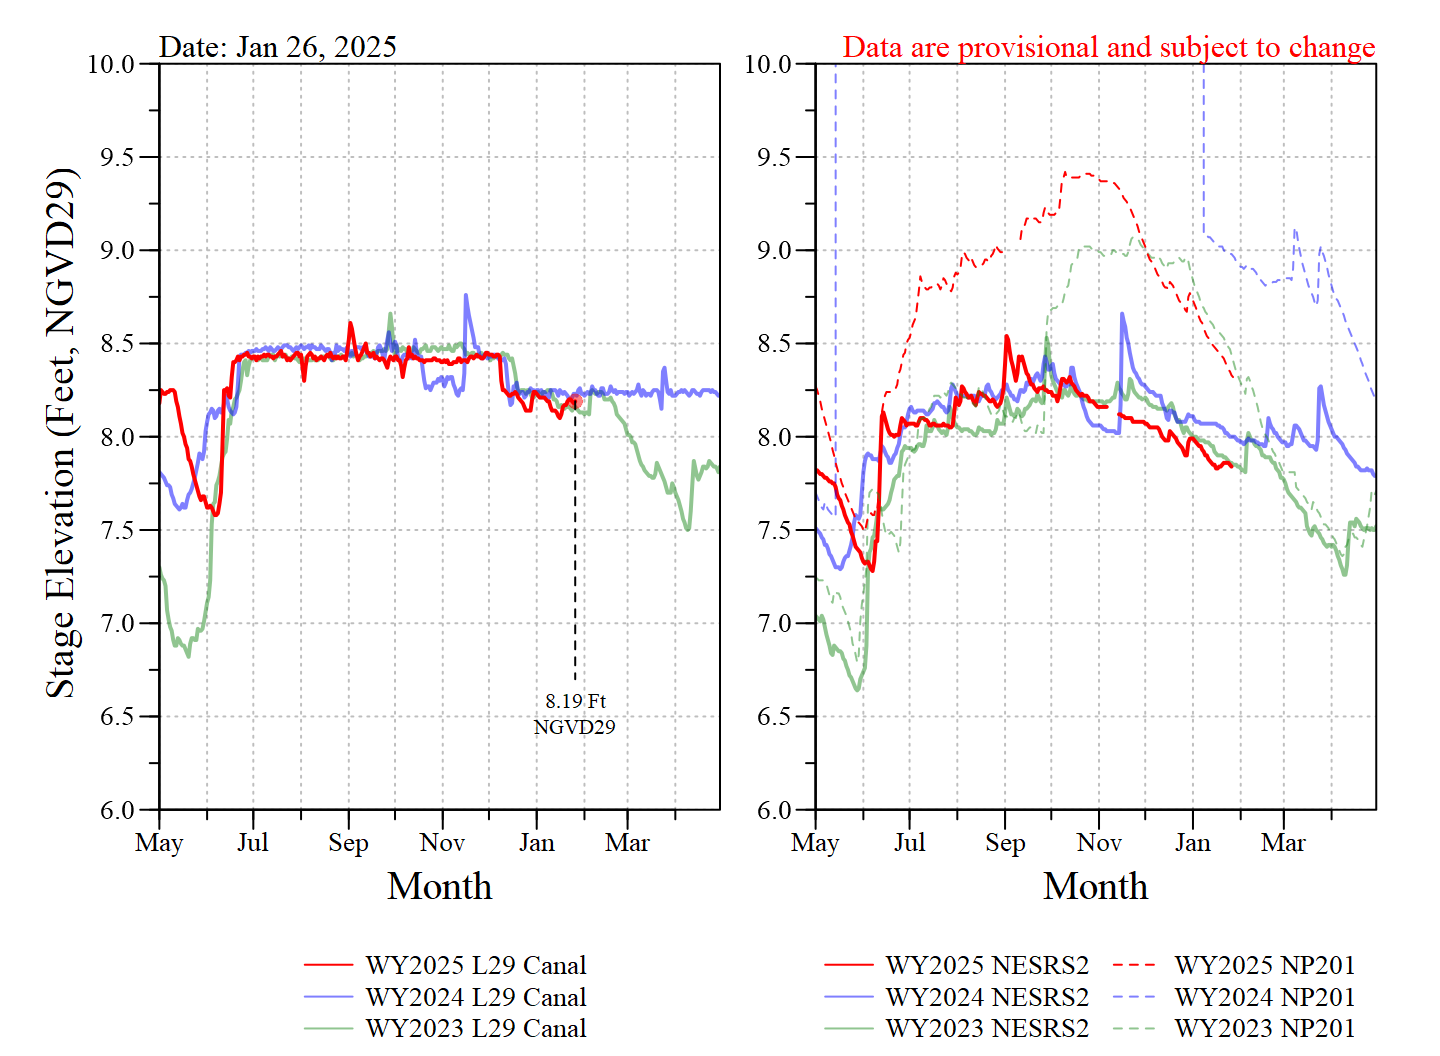 Date: Jan 26, 2025
Data are provisional and subject to change
Stage Elevation (Feet, NGVD29)
10.0
9.5
9.0
8.5
8.0
7.5
7.0
6.5
6.0
8.19 Ft
NGVD29
May Jul Sep Nov Jan Mar
Month
10.0
9.5
9.0
8.5
8.0
7.5
7.0
6.5
6.0
May Jul Sep Nov Jan Mar
Month
WY2025 L29 Canal
WY2024 L29 Canal
WY2023 L29 Canal
WY2025 NESRS2 WY2025 NP201
WY2024 NESRS2 WY2024 NP201
WY2023 NESRS2 WY2023 NP201